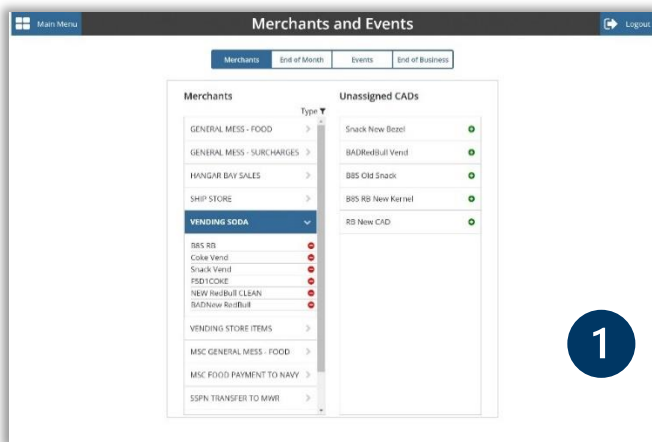 Main Menu
Merchants and Events
Logout
Merchants
End of Month
Events
End of Business
Merchants
Type
GENERAL MESS - FOOD
GENERAL MESS - SURCHARGES
HANGAR BAY SALES
SHIP STORE
VENDING SODA
B8S RB
Coke Vend
Snack Vend
FSD1COKE
NEW RedBull CLEAN
BADNew RedBull
VENDING STORE ITEMS
MSC GENERAL MESS - FOOD
MSC FOOD PAYMENT TO NAVY
SSPN TRANSFER TO MWR
Unassigned CADs
Snack New Bezel
BADRedBull Vend
B8S Old Snack
B8S RB New Kernel
RB New CAD
1